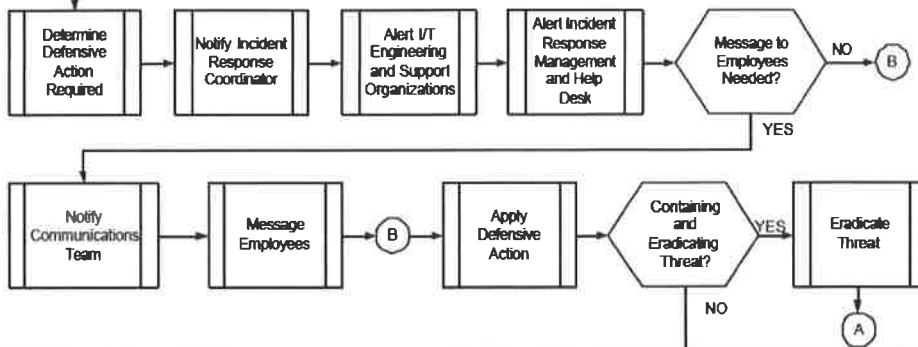 Determine
Defensive
Action
Required
Notify Incident
Response
Coordinator
Alert I/T
Engineering
and Support
Organizations
Alert Incident
Response
Management
and Help
Desk
Message to
Employees
Needed?
NO
B
YES
Notify
Communications
Team
Message
Employees
B
Apply
Defensive
Action
Containing
and
Eradicating
Threat?
YES
Eradicate
Threat
NO
A